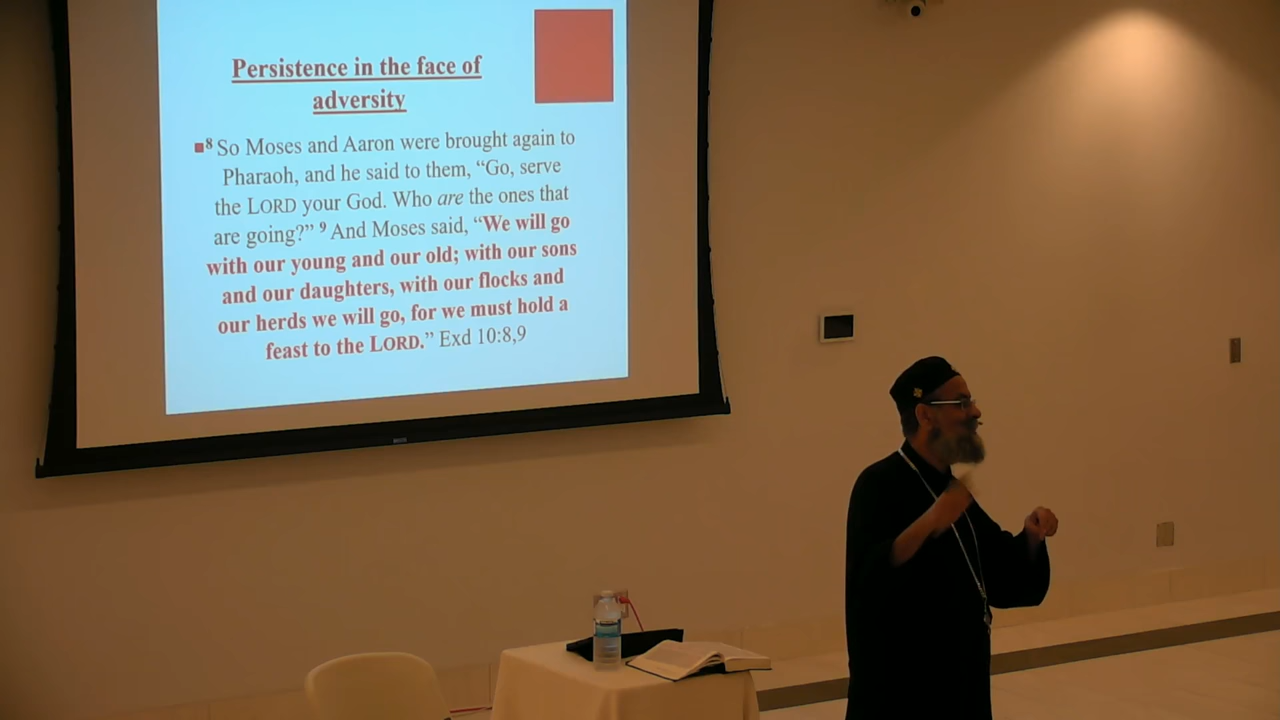 Persistence in the face of
adversity
⁸ So Moses and Aaron were brought again to
Pharaoh, and he said to them, “Go, serve
the LORD your God. Who are the ones that
are going?” ⁹ And Moses said, “We will go
with our young and our old; with our sons
and our daughters, with our flocks and
our herds we will go, for we must hold a
feast to the LORD.” Exd 10:8,9